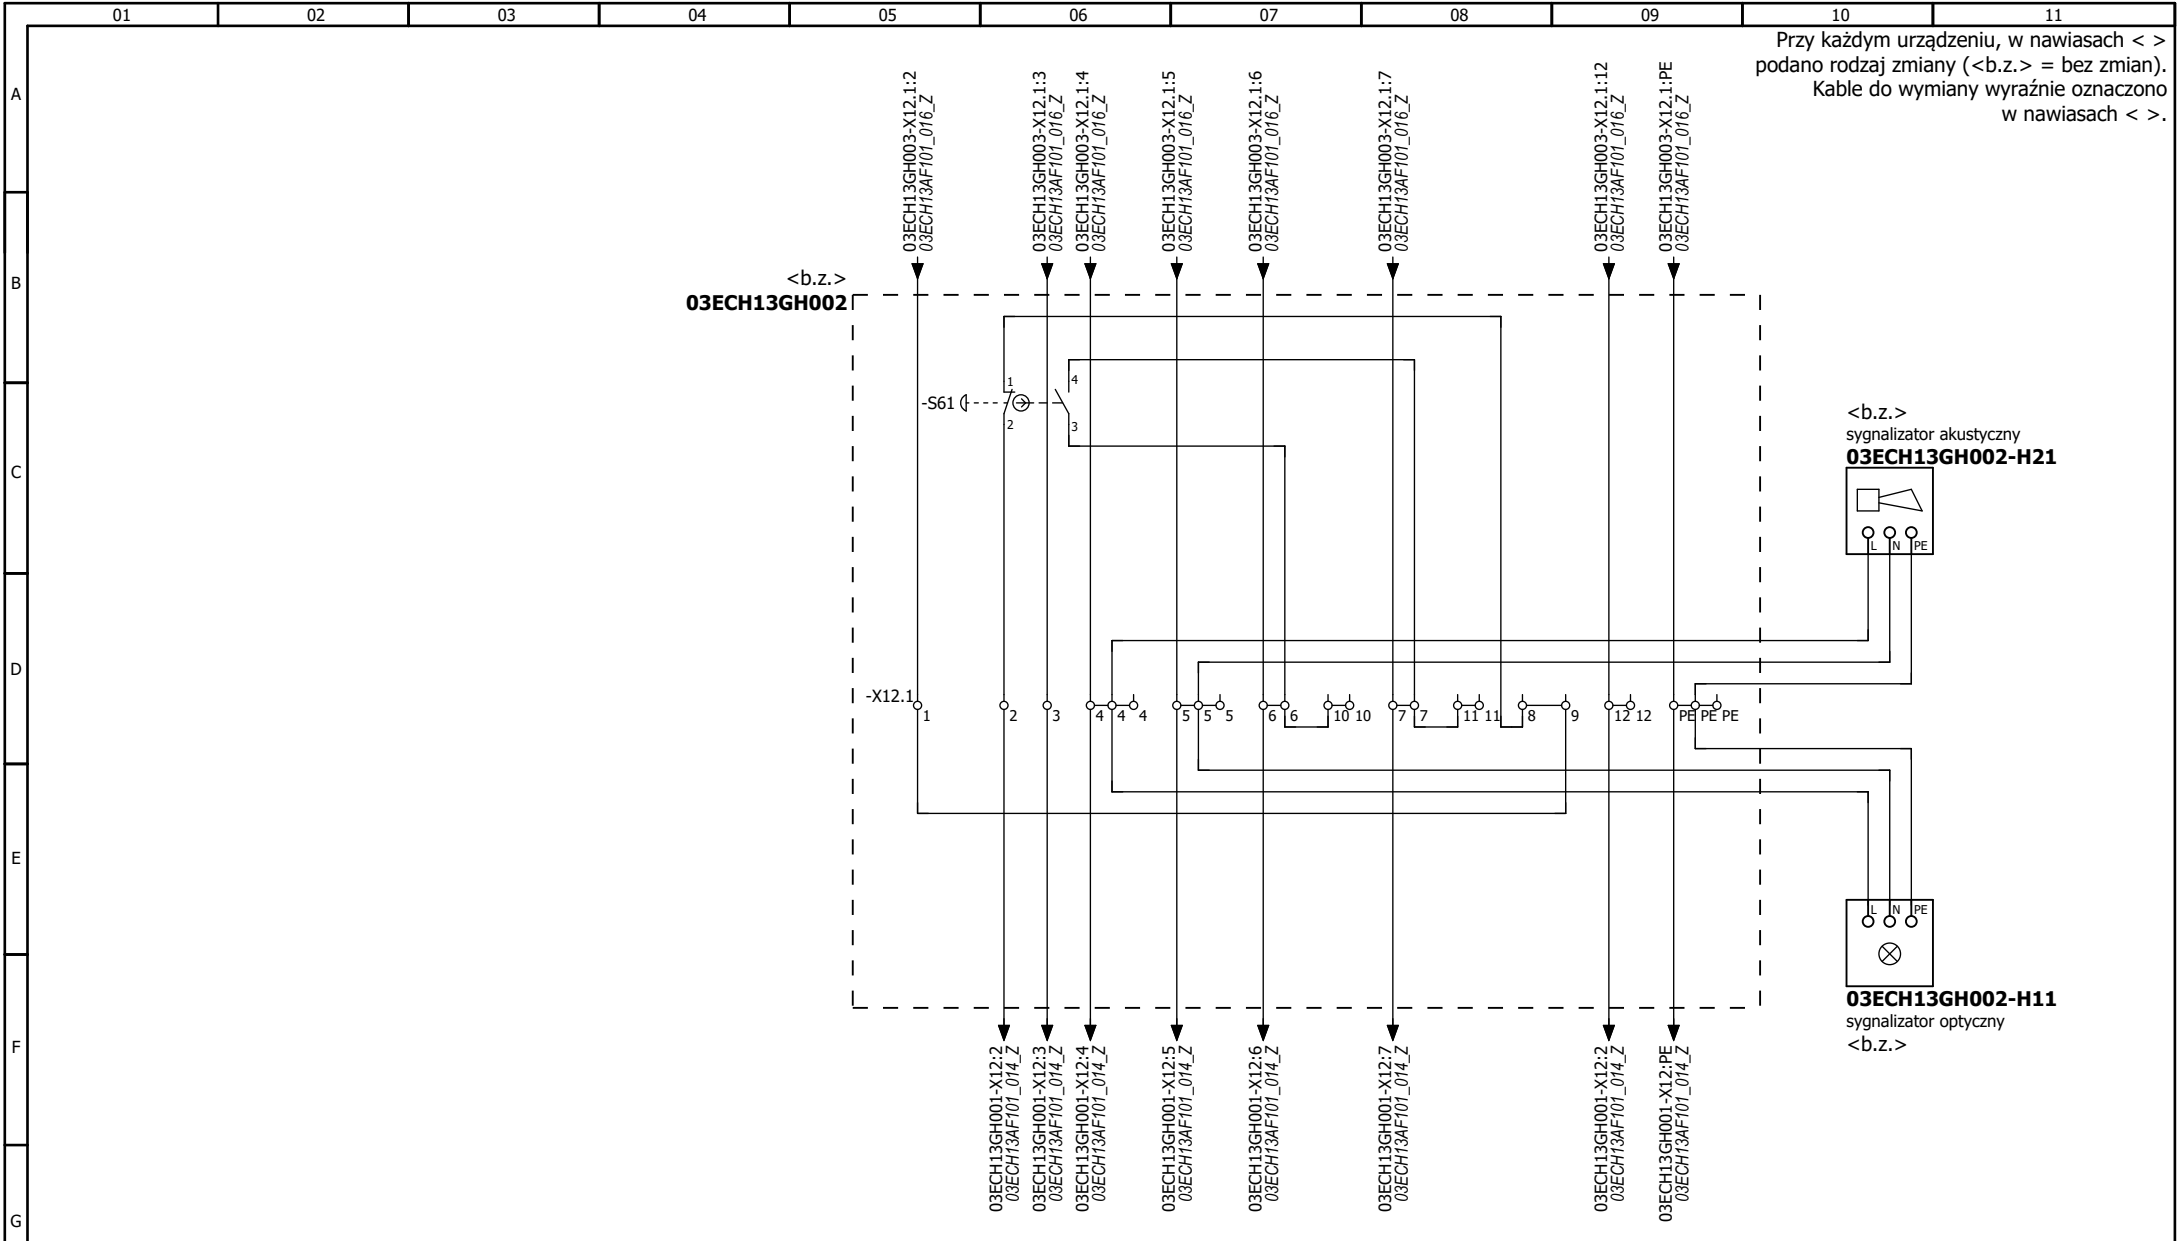 01 02 03 04 05 06 07 08 09 10 11
Przy każdym urządzeniu, w nawiasach < >
podano rodzaj zmiany (<b.z.> = bez zmian).
Kable do wymiany wyraźnie oznaczono
w nawiasach < >.
A
B
C
D
E
F
G
03ECH13GH003-X12.1:2
03ECH13AF101_016_Z
03ECH13GH003-X12.1:3
03ECH13AF101_016_Z
03ECH13GH003-X12.1:4
03ECH13AF101_016_Z
03ECH13GH003-X12.1:5
03ECH13AF101_016_Z
03ECH13GH003-X12.1:6
03ECH13AF101_016_Z
03ECH13GH003-X12.1:7
03ECH13AF101_016_Z
03ECH13GH003-X12.1:12
03ECH13AF101_016_Z
03ECH13GH003-X12.1:PE
03ECH13AF101_016_Z
<b.z.>
03ECH13GH002
1 4
-S61
2 3
<b.z.>
sygnalizator akustyczny
03ECH13GH002-H21
L N PE
-X12.1
1 2 3 4 4 4 5 5 5 6 6 10 10 7 7 11 11 8 9 12 12 PE PE PE
L N PE
03ECH13GH002-H11
sygnalizator optyczny
<b.z.>
03ECH13GH001-X12:2
03ECH13AF101_014_Z
03ECH13GH001-X12:3
03ECH13AF101_014_Z
03ECH13GH001-X12:4
03ECH13AF101_014_Z
03ECH13GH001-X12:5
03ECH13AF101_014_Z
03ECH13GH001-X12:6
03ECH13AF101_014_Z
03ECH13GH001-X12:7
03ECH13AF101_014_Z
03ECH13GH001-X12:2
03ECH13AF101_014_Z
03ECH13GH001-X12:PE
03ECH13AF101_014_Z